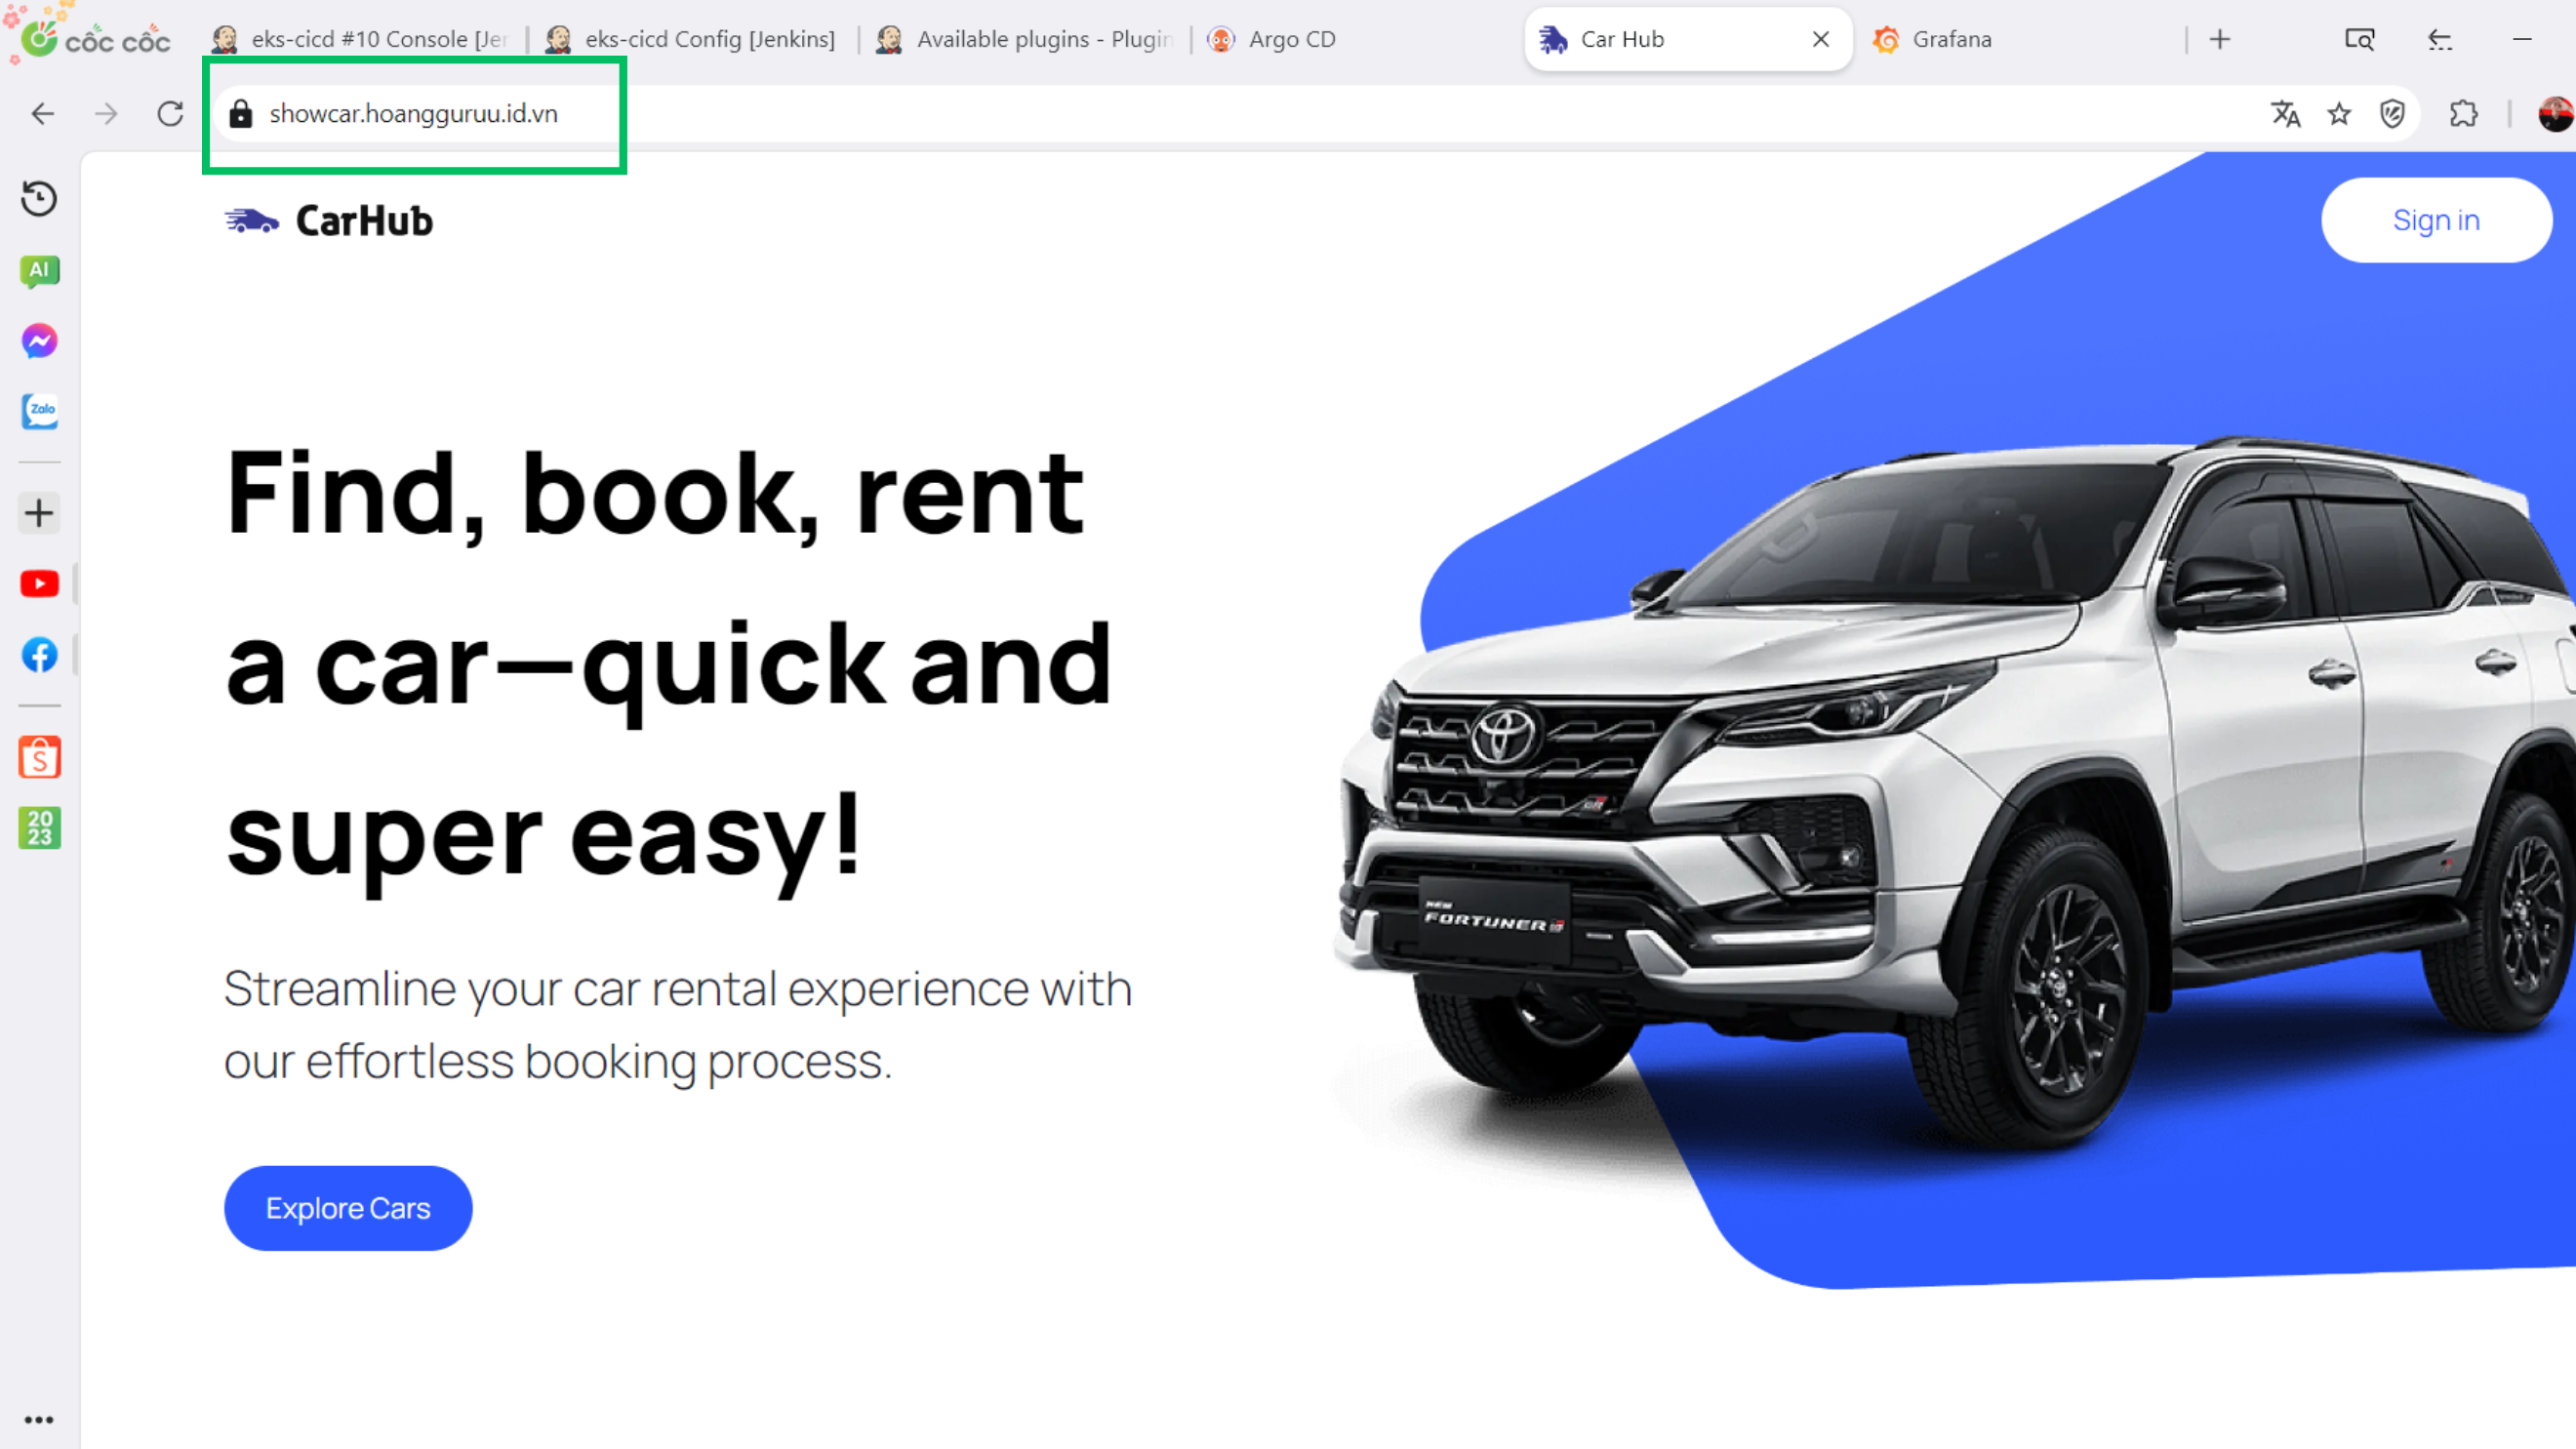 cốc cốc
eks-cicd #10 Console [Jer
eks-cicd Config [Jenkins]
Available plugins - Plugin
Argo CD
Car Hub
Grafana
showcar.hoangguruu.id.vn
AI
Zalo
S
20
23
CarHub
Sign in
Find, book, rent
a car—quick and
super easy!
Streamline your car rental experience with
our effortless booking process.
Explore Cars
NEW
FORTUNER